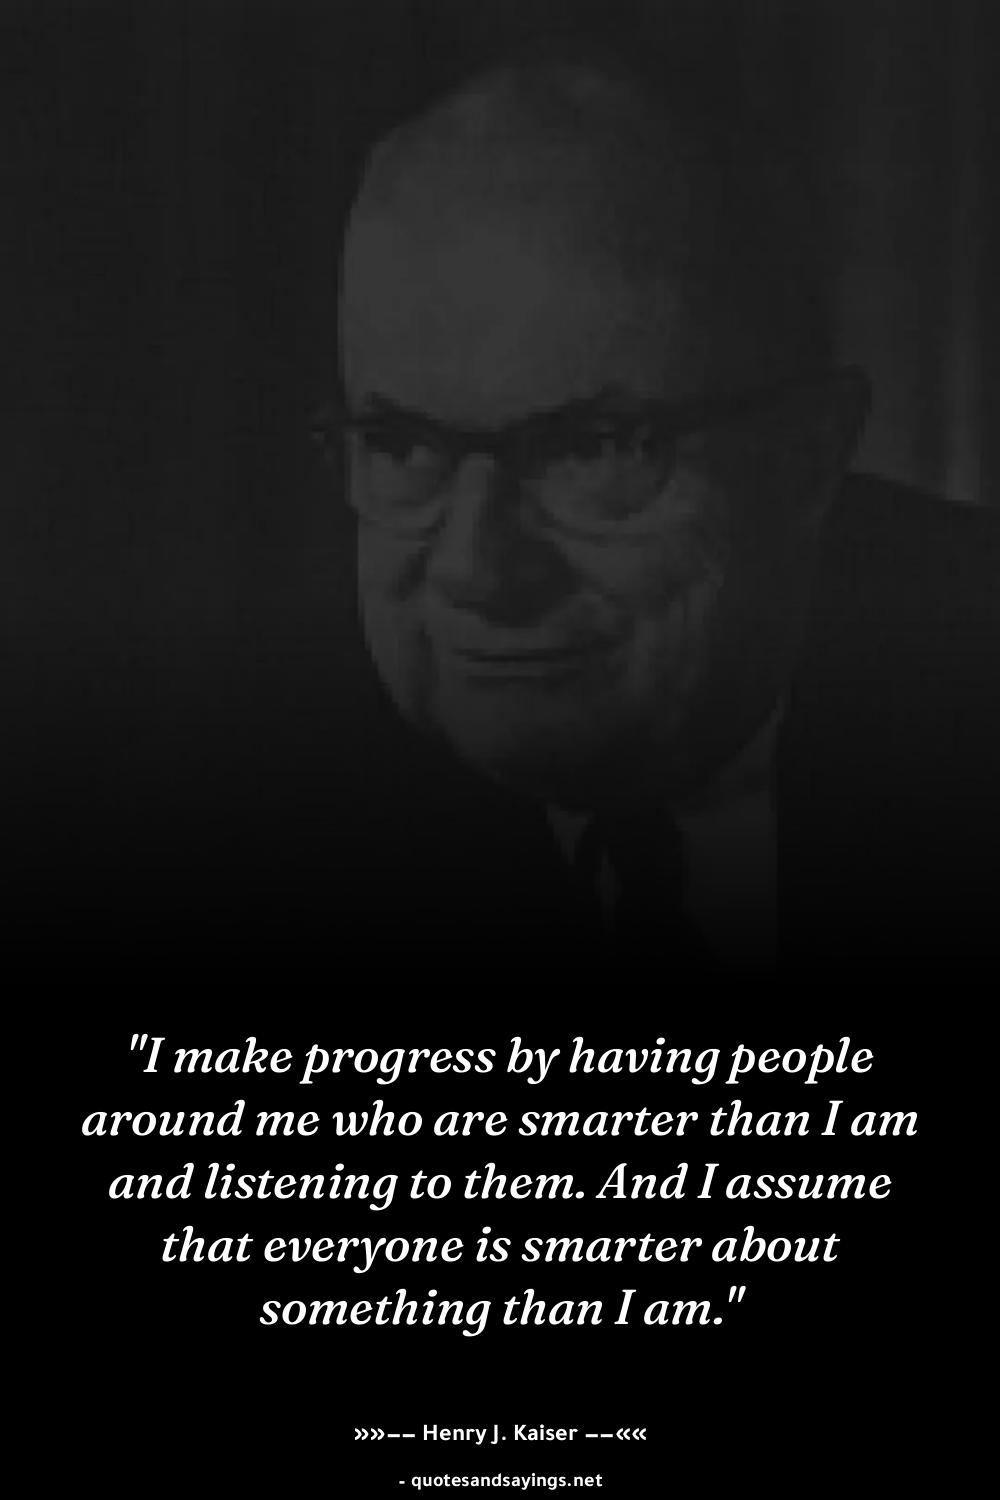 "I make progress by having people
around me who are smarter than I am
and listening to them. And I assume
that everyone is smarter about
something than I am."
»»–– Henry J. Kaiser ––««
- quotesandsayings.net